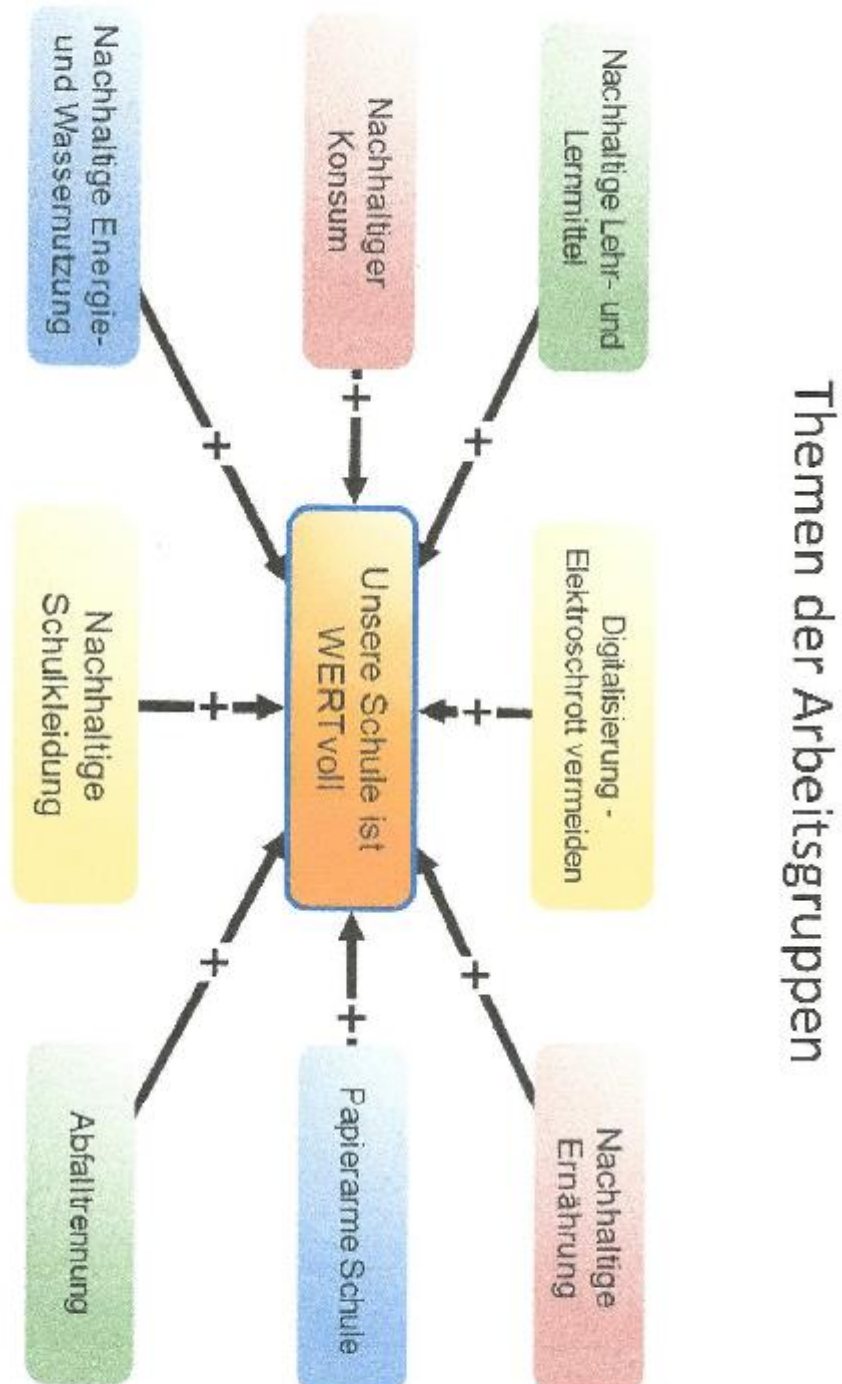 Themen der Arbeitsgruppen
Nachhaltige Lehr- und
Lernmittel
Digitalisierung -
Elektroschrott vermeiden
Nachhaltige
Ernährung
Nachhaltiger
Konsum
+
+
+
+
Unsere Schule ist
WERTvoll
+
Papierarme Schule
+
+
+
Nachhaltige Energie-
und Wassernutzung
Nachhaltige
Schulkleidung
Abfalltrennung